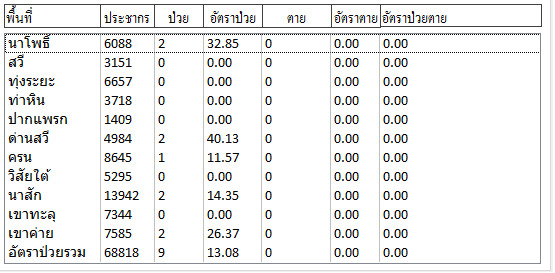 พื้นที่ ประชากร ป่วย อัตราป่วย ตาย อัตราตาย อัตราป่วยตาย
นาโพธิ์ 6088 2 32.85 0 0.00 0.00
สวี 3151 0 0.00 0 0.00 0.00
ทุ่งระยะ 6657 0 0.00 0 0.00 0.00
ท่าหิน 3718 0 0.00 0 0.00 0.00
ปากแพรก 1409 0 0.00 0 0.00 0.00
ด่านสวี 4984 2 40.13 0 0.00 0.00
ครน 8645 1 11.57 0 0.00 0.00
วิสัยใต้ 5295 0 0.00 0 0.00 0.00
นาสัก 13942 2 14.35 0 0.00 0.00
เขาทะลุ 7344 0 0.00 0 0.00 0.00
เขาค่าย 7585 2 26.37 0 0.00 0.00
อัตราป่วยรวม 68818 9 13.08 0 0.00 0.00